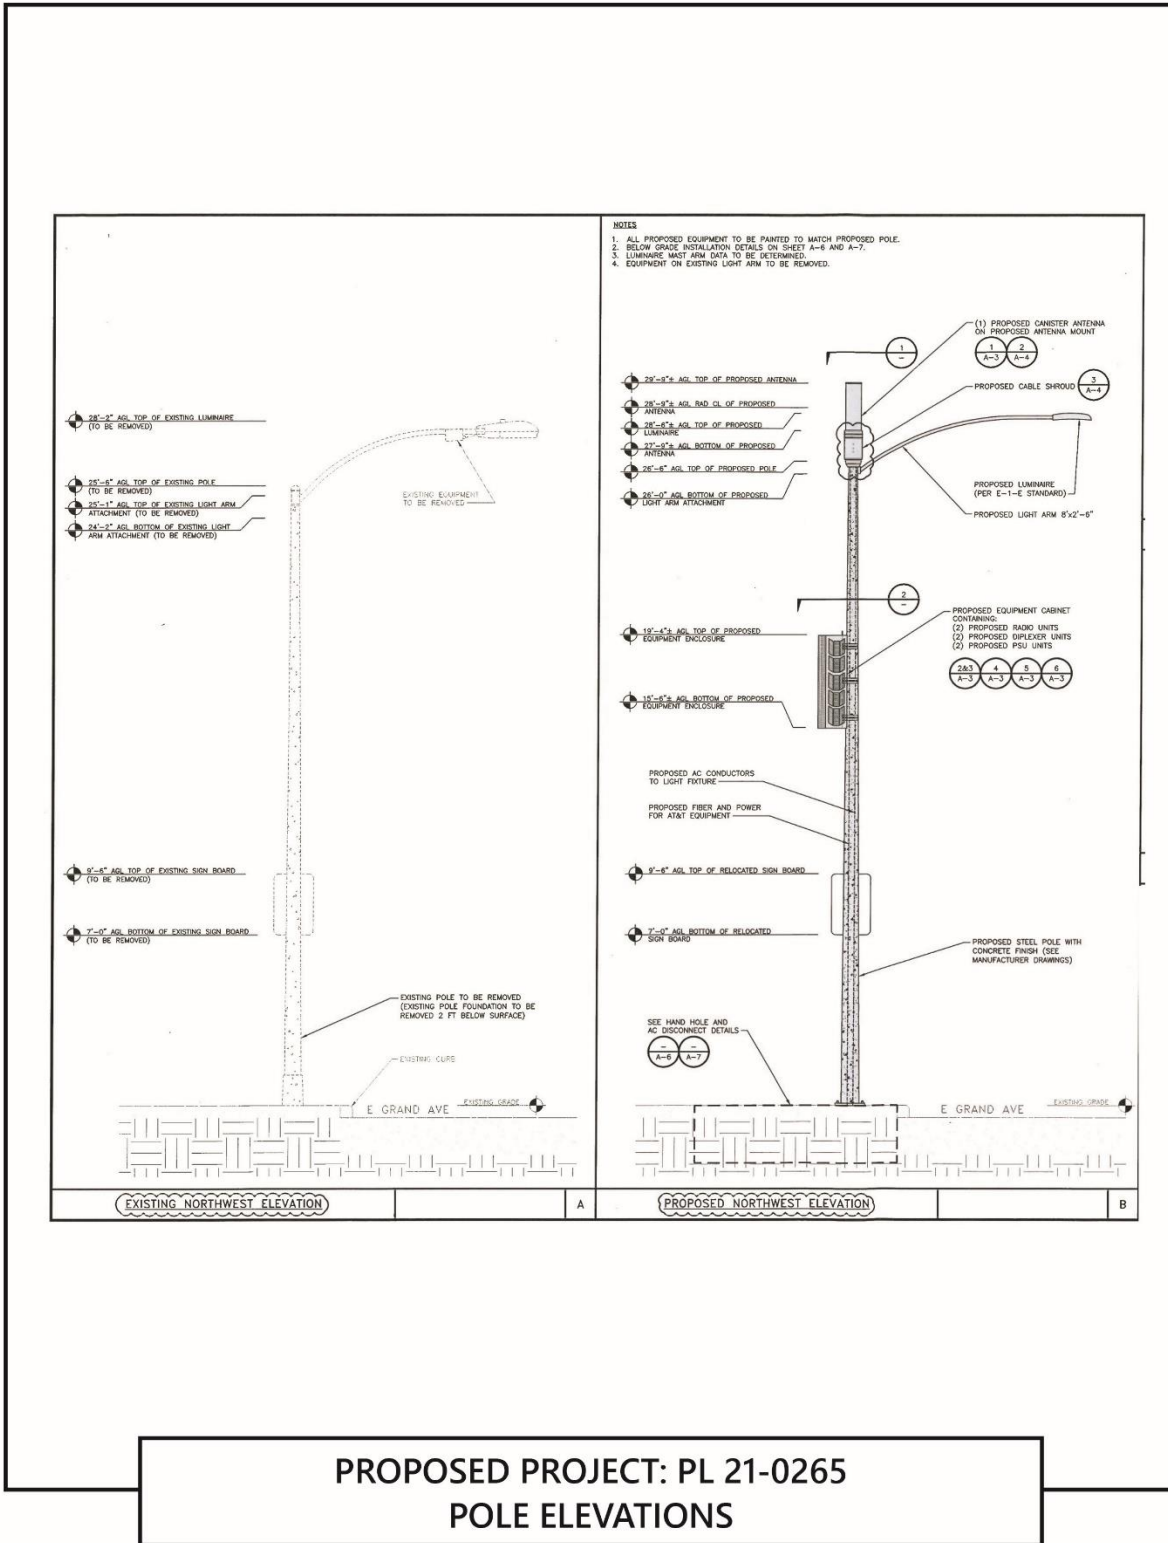 28'-2" AGL TOP OF EXISTING LUMINAIRE
(TO BE REMOVED)
25'-6" AGL TOP OF EXISTING POLE
(TO BE REMOVED)
25'-1" AGL TOP OF EXISTING LIGHT ARM
ATTACHMENT (TO BE REMOVED)
24'-2" AGL BOTTOM OF EXISTING LIGHT
ARM ATTACHMENT (TO BE REMOVED)
EXISTING EQUIPMENT
TO BE REMOVED
9'-6" AGL TOP OF EXISTING SIGN BOARD
(TO BE REMOVED)
7'-0" AGL BOTTOM OF EXISTING SIGN BOARD
(TO BE REMOVED)
EXISTING POLE TO BE REMOVED
(EXISTING POLE FOUNDATION TO BE
REMOVED 2 FT BELOW SURFACE)
EXISTING CURB
E GRAND AVE
EXISTING GRADE
EXISTING NORTHWEST ELEVATION
A
NOTES
1. ALL PROPOSED EQUIPMENT TO BE PAINTED TO MATCH PROPOSED POLE.
2. BELOW GRADE INSTALLATION DETAILS ON SHEET A-6 AND A-7.
3. LUMINAIRE MAST ARM DATA TO BE DETERMINED.
4. EQUIPMENT ON EXISTING LIGHT ARM TO BE REMOVED.
1
-
(1) PROPOSED CANISTER ANTENNA
ON PROPOSED ANTENNA MOUNT
1 2
A-3 A-4
PROPOSED CABLE SHROUD
3
A-4
29'-9"± AGL TOP OF PROPOSED ANTENNA
28'-9"± AGL RAD CL OF PROPOSED
ANTENNA
28'-6"± AGL TOP OF PROPOSED
LUMINAIRE
27'-9"± AGL BOTTOM OF PROPOSED
ANTENNA
26'-6" AGL TOP OF PROPOSED POLE
26'-0" AGL BOTTOM OF PROPOSED
LIGHT ARM ATTACHMENT
PROPOSED LUMINAIRE
(PER E-1-E STANDARD)
PROPOSED LIGHT ARM 8'x2'-6"
2
-
19'-4"± AGL TOP OF PROPOSED
EQUIPMENT ENCLOSURE
15'-6"± AGL BOTTOM OF PROPOSED
EQUIPMENT ENCLOSURE
PROPOSED EQUIPMENT CABINET
CONTAINING:
(2) PROPOSED RADIO UNITS
(2) PROPOSED DIPLEXER UNITS
(2) PROPOSED PSU UNITS
2&3 4 5 6
A-3 A-3 A-3 A-3
PROPOSED AC CONDUCTORS
TO LIGHT FIXTURE
PROPOSED FIBER AND POWER
FOR AT&T EQUIPMENT
9'-6" AGL TOP OF RELOCATED SIGN BOARD
7'-0" AGL BOTTOM OF RELOCATED
SIGN BOARD
PROPOSED STEEL POLE WITH
CONCRETE FINISH (SEE
MANUFACTURER DRAWINGS)
SEE HAND HOLE AND
AC DISCONNECT DETAILS
- -
A-6 A-7
E GRAND AVE
EXISTING GRADE
PROPOSED NORTHWEST ELEVATION
B
PROPOSED PROJECT: PL 21-0265
POLE ELEVATIONS